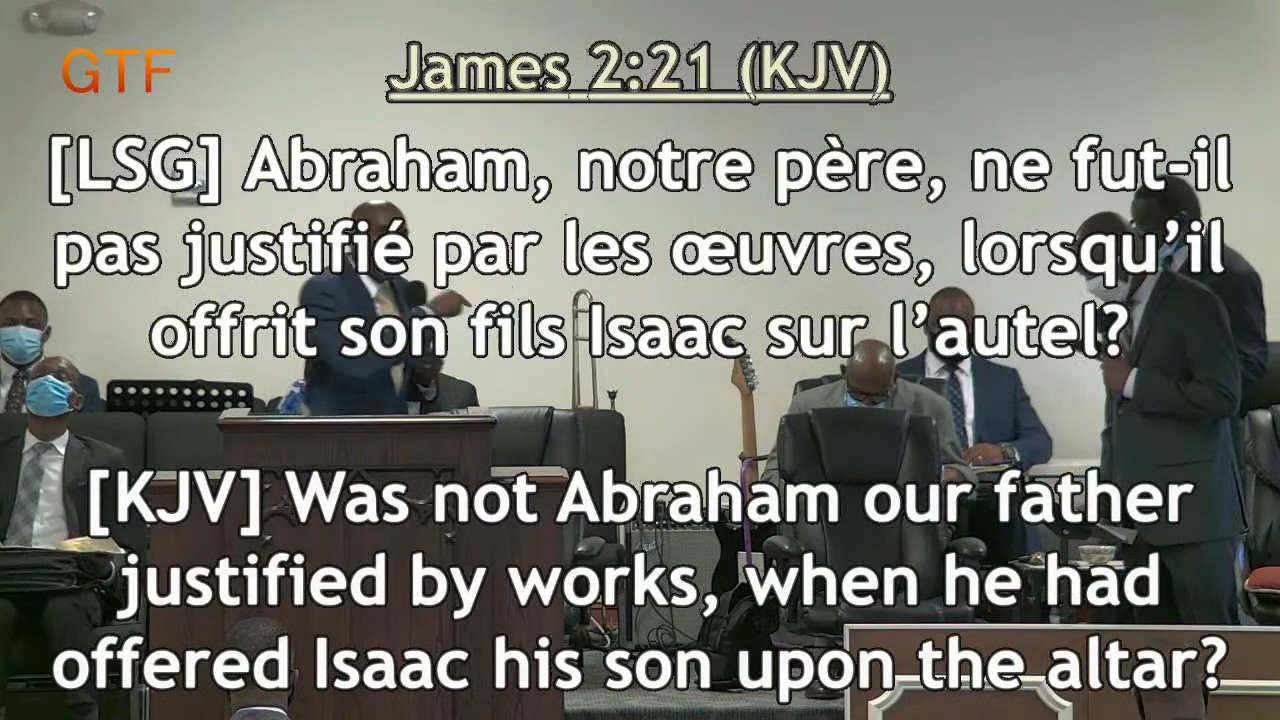 GTF
James 2:21 (KJV)
[LSG] Abraham, notre père, ne fut-il
pas justifié par les œuvres, lorsqu’il
offrit son fils Isaac sur l’autel?
[KJV] Was not Abraham our father
justified by works, when he had
offered Isaac his son upon the altar?